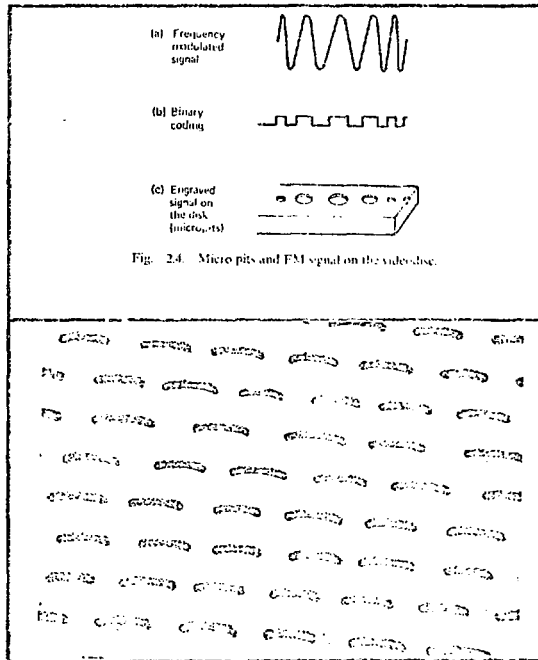 (a) Frequency
modulated
signal
(b) Binary
coding
(c) Engraved
signal on
the disk
(micropits)
Fig. 2.4. Micro pits and FM signal on the videodisc.